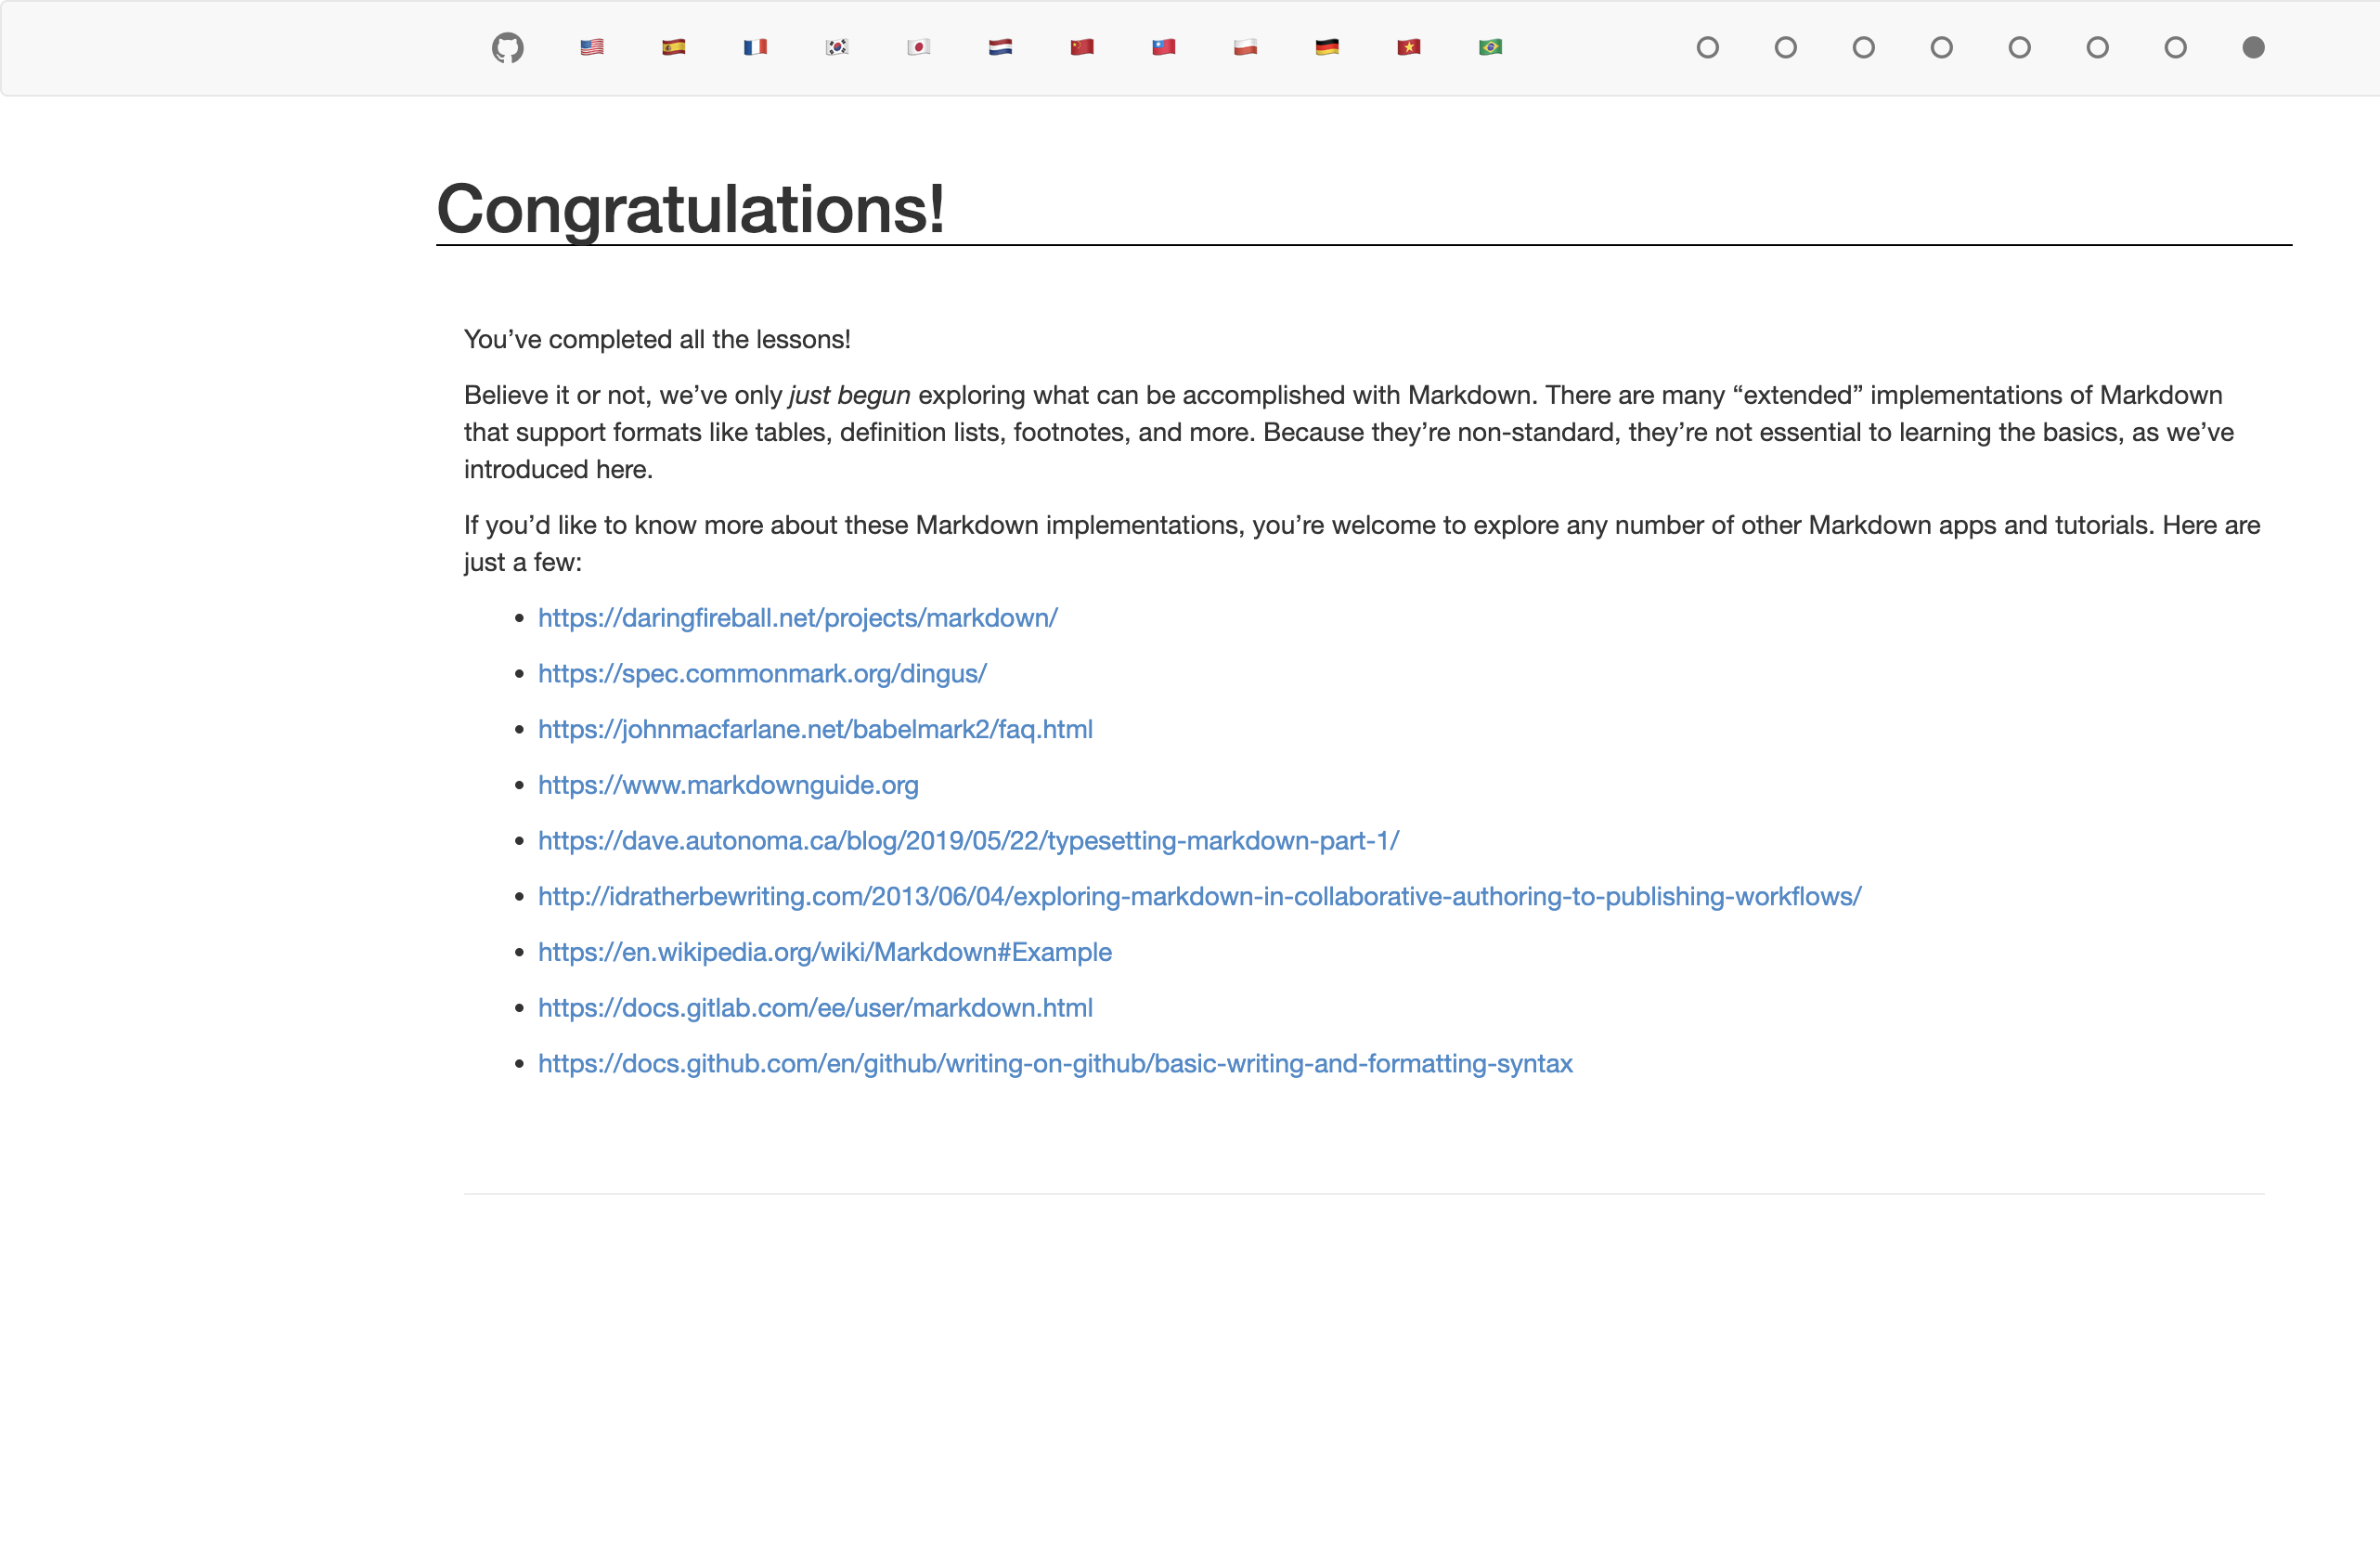 Congratulations!
You’ve completed all the lessons!
Believe it or not, we’ve only just begun exploring what can be accomplished with Markdown. There are many “extended” implementations of Markdown
that support formats like tables, definition lists, footnotes, and more. Because they’re non-standard, they’re not essential to learning the basics, as we’ve
introduced here.
If you’d like to know more about these Markdown implementations, you’re welcome to explore any number of other Markdown apps and tutorials. Here are
just a few:
• https://daringfireball.net/projects/markdown/
• https://spec.commonmark.org/dingus/
• https://johnmacfarlane.net/babelmark2/faq.html
• https://www.markdownguide.org
• https://dave.autonoma.ca/blog/2019/05/22/typesetting-markdown-part-1/
• http://idratherbewriting.com/2013/06/04/exploring-markdown-in-collaborative-authoring-to-publishing-workflows/
• https://en.wikipedia.org/wiki/Markdown#Example
• https://docs.gitlab.com/ee/user/markdown.html
• https://docs.github.com/en/github/writing-on-github/basic-writing-and-formatting-syntax